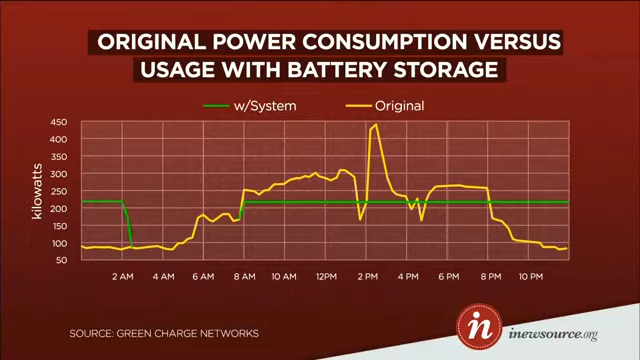 ORIGINAL POWER CONSUMPTION VERSUS
USAGE WITH BATTERY STORAGE
w/System
Original
kilowatts
450
400
350
300
250
200
150
100
50
2 AM
4 AM
6 AM
8 AM
10 AM
12PM
2 PM
4 PM
6 PM
8 PM
10 PM
SOURCE: GREEN CHARGE NETWORKS
in
inewsource.org